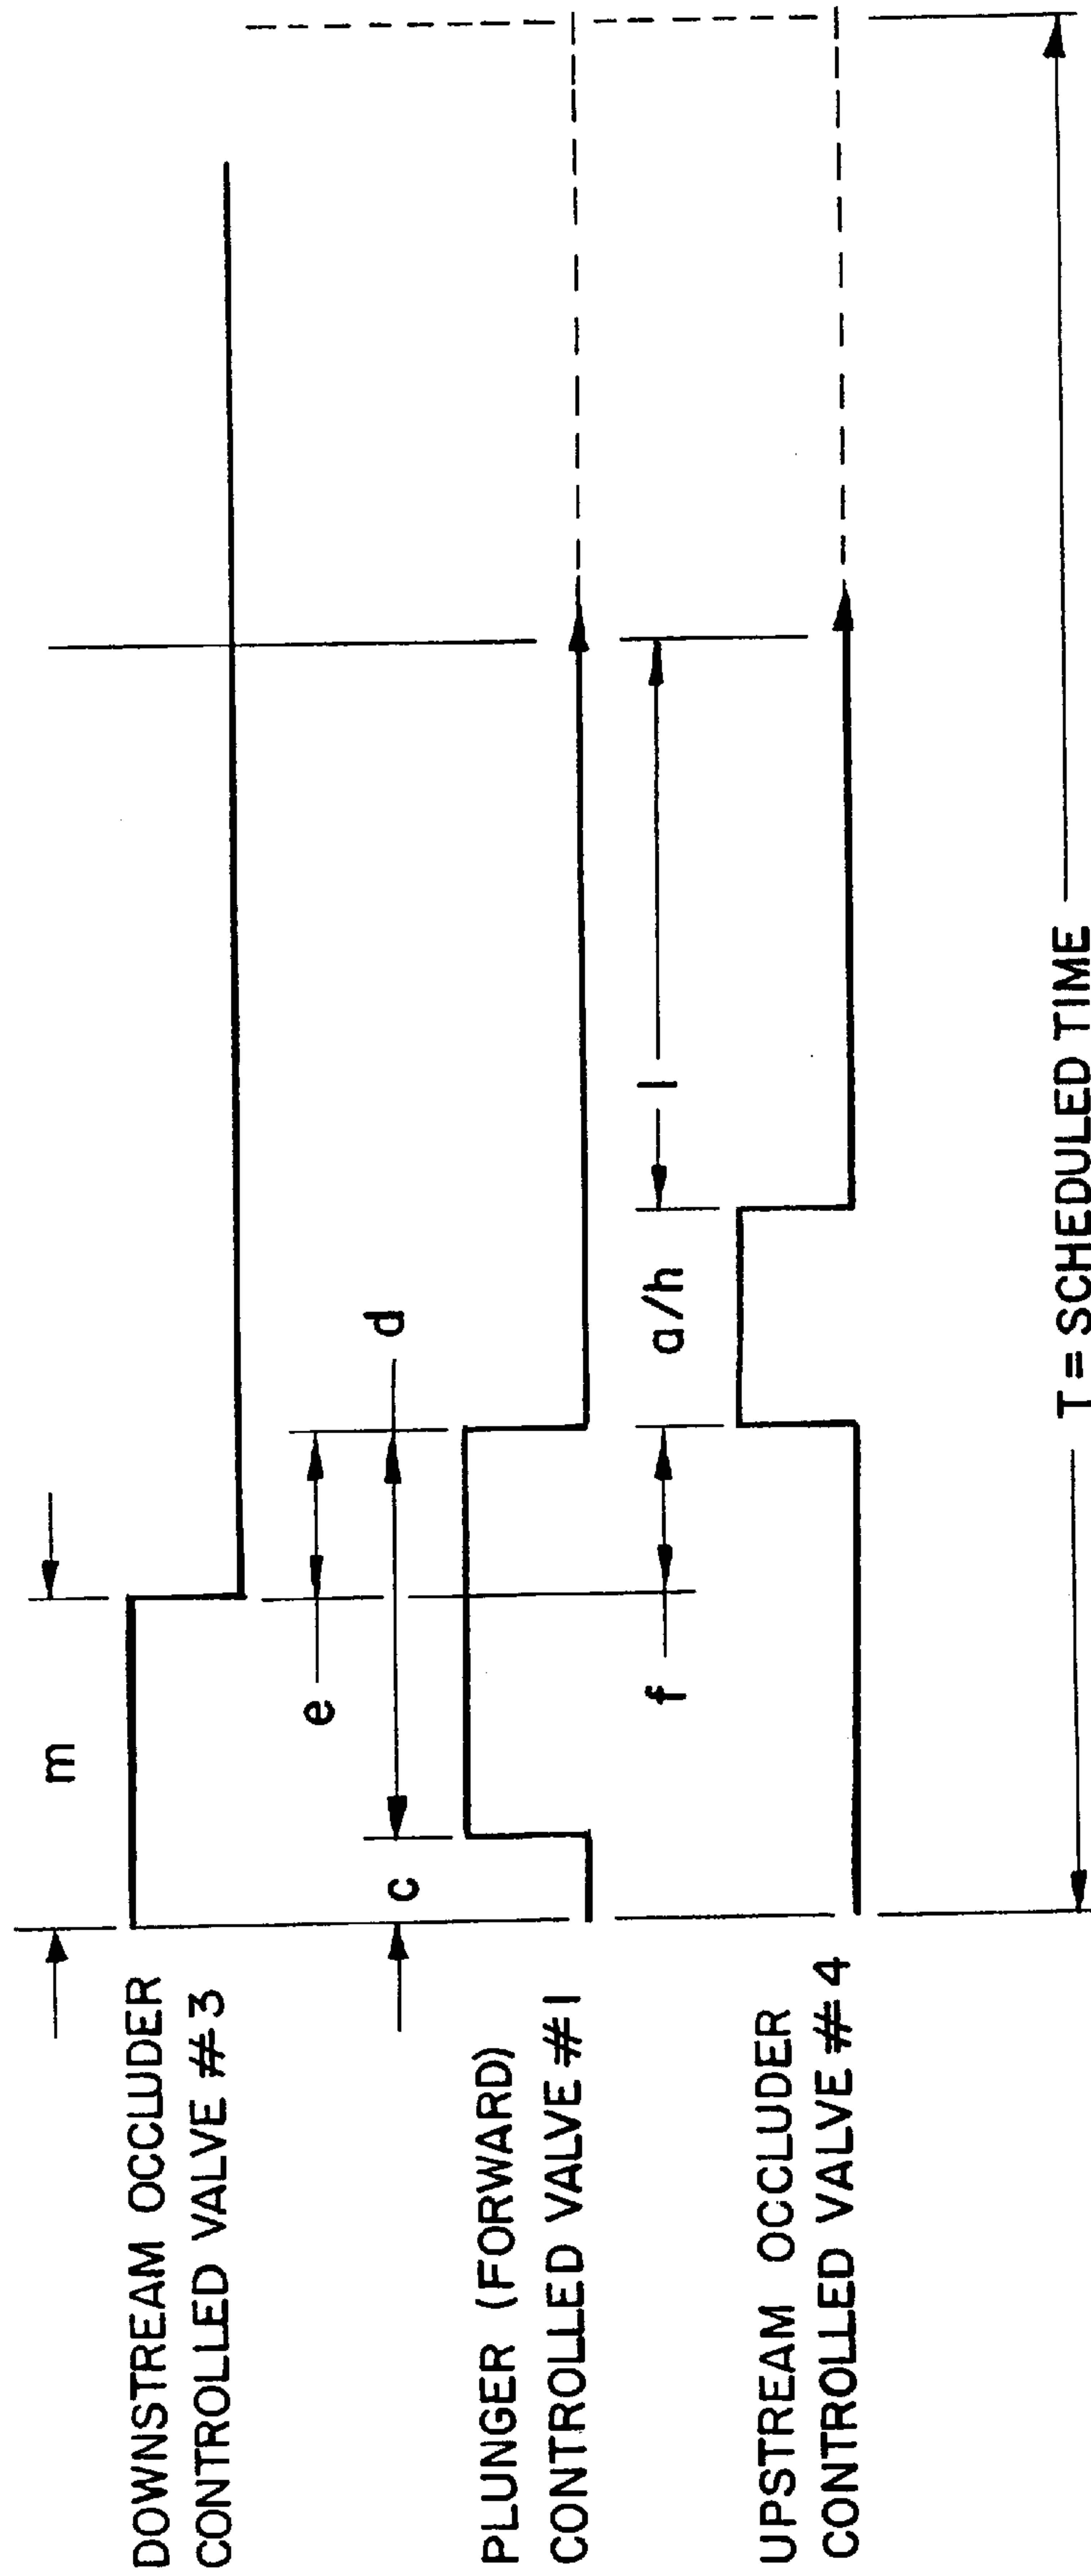 m
DOWNSTREAM OCCLUDER
CONTROLLED VALVE #3
e
d
c
PLUNGER (FORWARD)
CONTROLLED VALVE #1
f
a/h
l
UPSTREAM OCCLUDER
CONTROLLED VALVE #4
T = SCHEDULED TIME